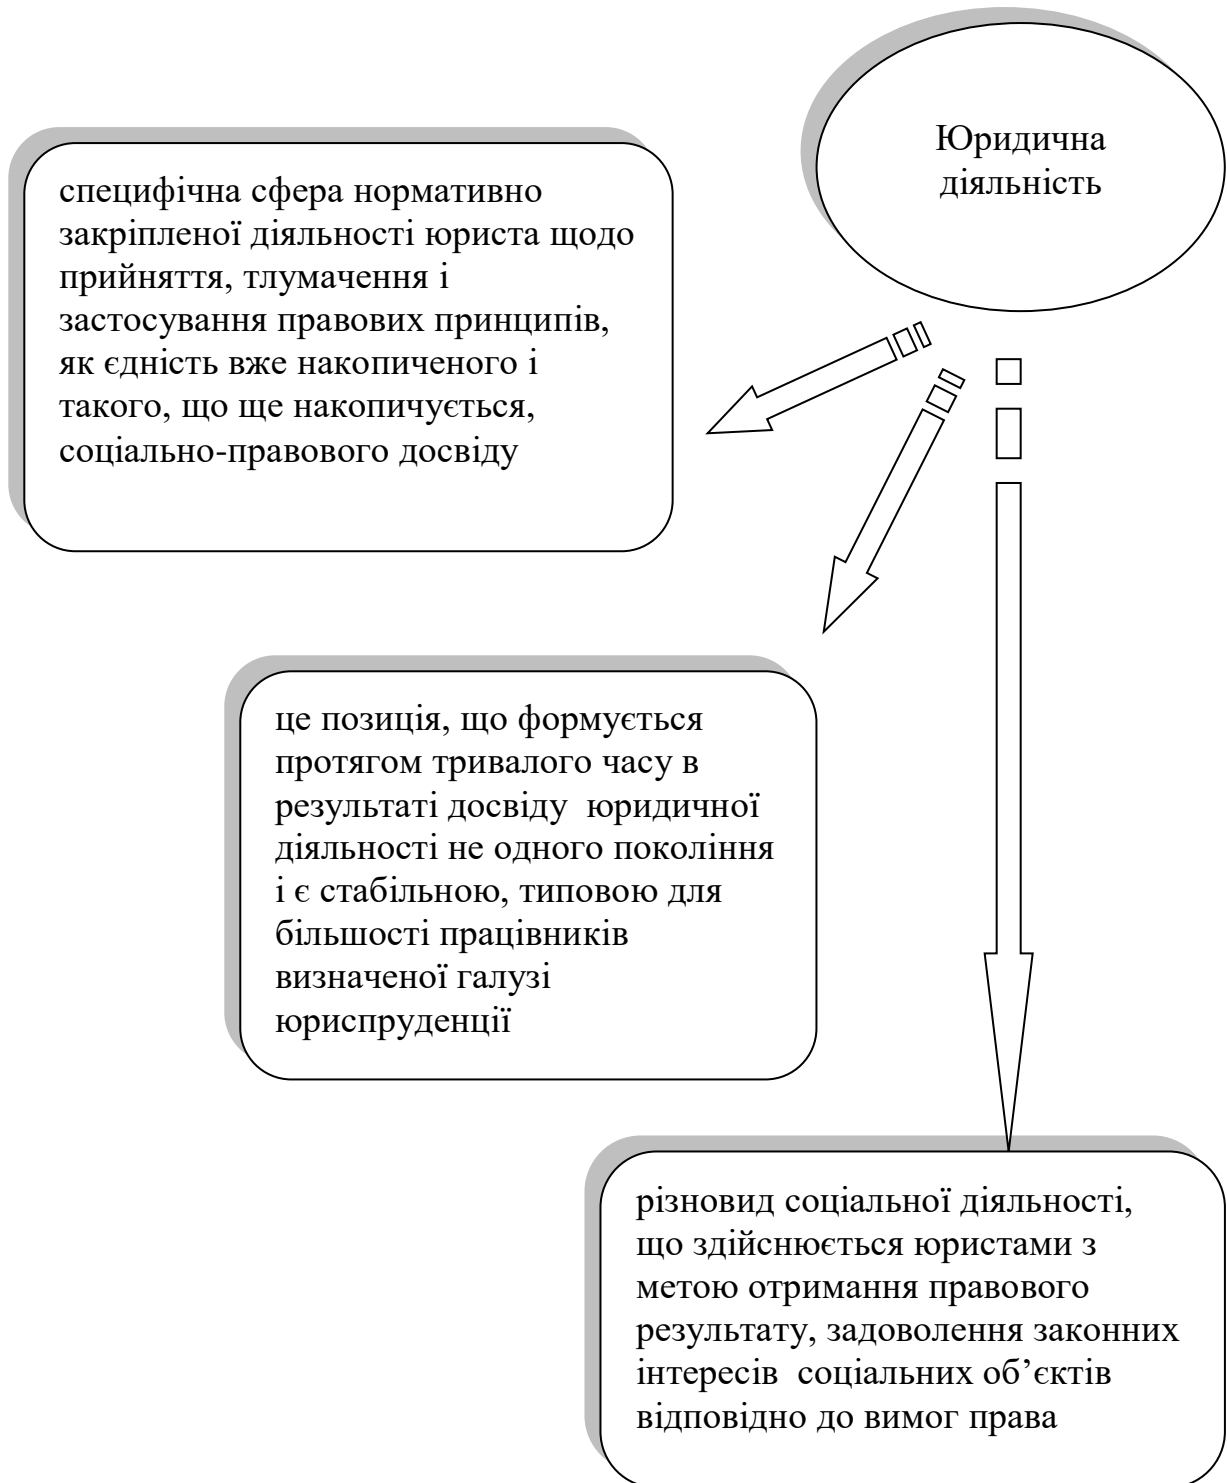 Юридична
діяльність
специфічна сфера нормативно
закріпленої діяльності юриста щодо
прийняття, тлумачення і
застосування правових принципів,
як єдність вже накопиченого і
такого, що ще накопичується,
соціально-правового досвіду
це позиція, що формується
протягом тривалого часу в
результаті досвіду  юридичної
діяльності не одного покоління
і є стабільною, типовою для
більшості працівників
визначеної галузі
юриспруденції
різновид соціальної діяльності,
що здійснюється юристами з
метою отримання правового
результату, задоволення законних
інтересів  соціальних об’єктів
відповідно до вимог права